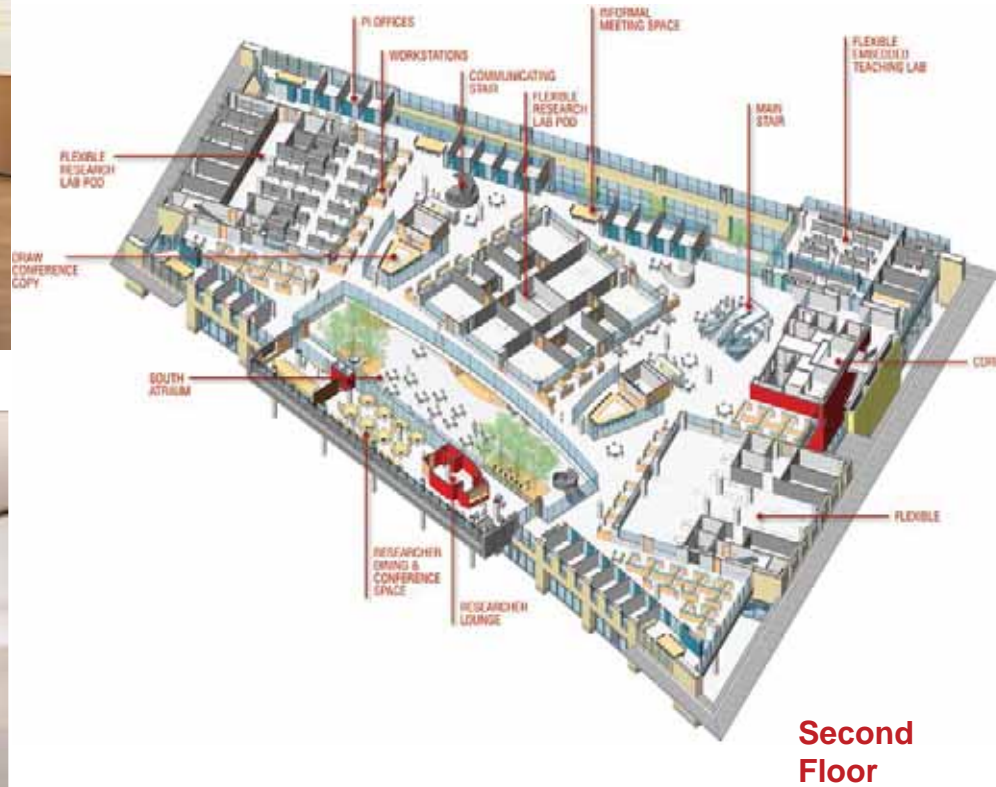 PI OFFICES
INFORMAL
MEETING SPACE
WORKSTATIONS
FLEXIBLE
EMBEDDED
TEACHING LAB
COMMUNICATING
STAIR
FLEXIBLE
RESEARCH
LAB POD
MAIN
STAIR
FLEXIBLE
RESEARCH
LAB POD
DRAW
CONFERENCE
COPY
CORE
SOUTH
ATRIUM
FLEXIBLE
RESEARCHER
DINING &
CONFERENCE
SPACE
RESEARCHER
LOUNGE
Second
Floor